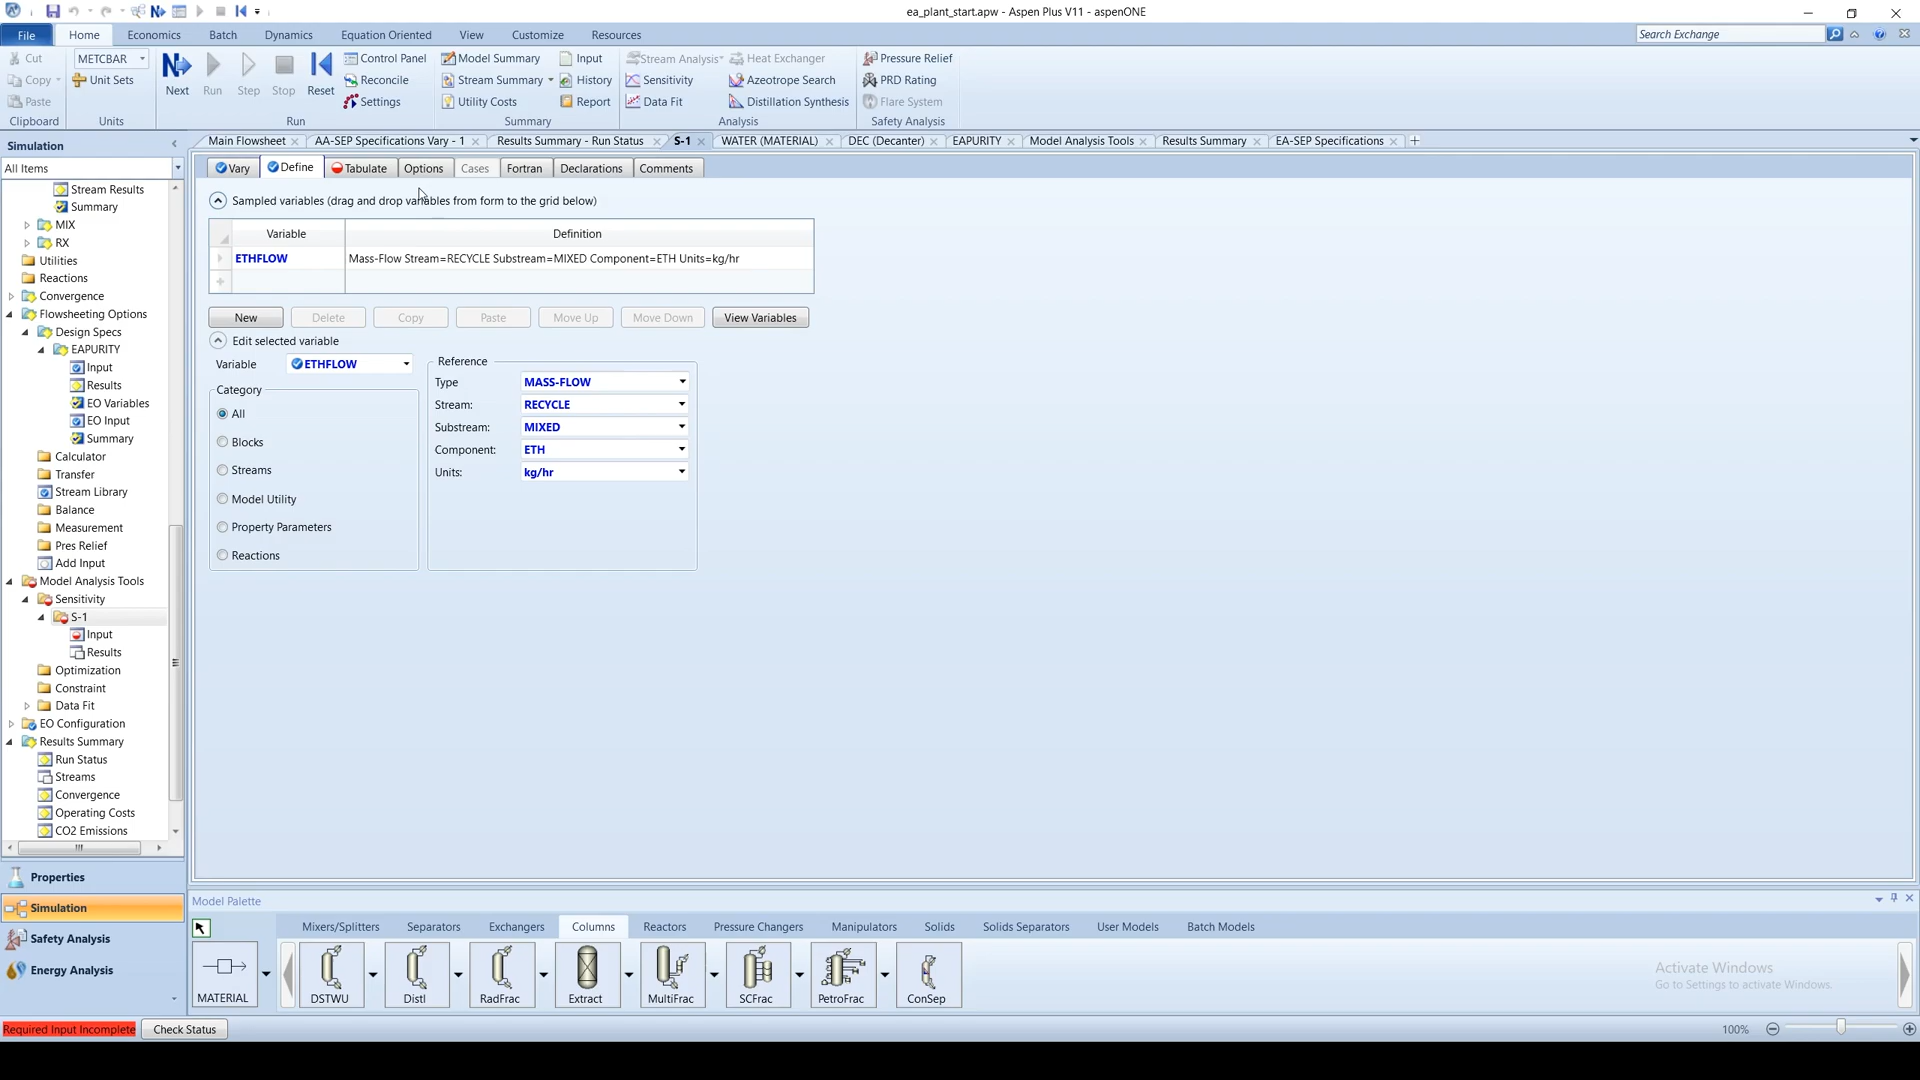 ea_plant_start.apw - Aspen Plus V11 - aspenONE
File Home Economics Batch Dynamics Equation Oriented View Customize Resources Search Exchange
Cut METCBAR Control Panel Model Summary Input Stream Analysis Heat Exchanger Pressure Relief
Copy Unit Sets Next Run Step Stop Reset Reconcile Stream Summary History Sensitivity Azeotrope Search PRD Rating
Paste Settings Utility Costs Report Data Fit Distillation Synthesis Flare System
Clipboard Units Run Summary Analysis Safety Analysis
Simulation
Main Flowsheet AA-SEP Specifications Vary - 1 Results Summary - Run Status S-1 WATER (MATERIAL) DEC (Decanter) EAPURITY Model Analysis Tools Results Summary EA-SEP Specifications
All Items
Vary Define Tabulate Options Cases Fortran Declarations Comments
Stream Results
Summary
MIX
RX
Utilities
Reactions
Convergence
Flowsheeting Options
Design Specs
EAPURITY
Input
Results
EO Variables
EO Input
Summary
Calculator
Transfer
Stream Library
Balance
Measurement
Pres Relief
Add Input
Model Analysis Tools
Sensitivity
S-1
Input
Results
Optimization
Constraint
Data Fit
EO Configuration
Results Summary
Run Status
Streams
Convergence
Operating Costs
CO2 Emissions
Properties
Simulation
Safety Analysis
Energy Analysis
Sampled variables (drag and drop variables from form to the grid below)
Variable Definition
ETHFLOW Mass-Flow Stream=RECYCLE Substream=MIXED Component=ETH Units=kg/hr
New Delete Copy Paste Move Up Move Down View Variables
Edit selected variable
Variable ETHFLOW
Category
All
Blocks
Streams
Model Utility
Property Parameters
Reactions
Reference
Type MASS-FLOW
Stream: RECYCLE
Substream: MIXED
Component: ETH
Units: kg/hr
Model Palette
Mixers/Splitters Separators Exchangers Columns Reactors Pressure Changers Manipulators Solids Solids Separators User Models Batch Models
MATERIAL DSTWU Distl RadFrac Extract MultiFrac SCFrac PetroFrac ConSep
Activate Windows
Go to Settings to activate Windows.
Required Input Incomplete Check Status 100%